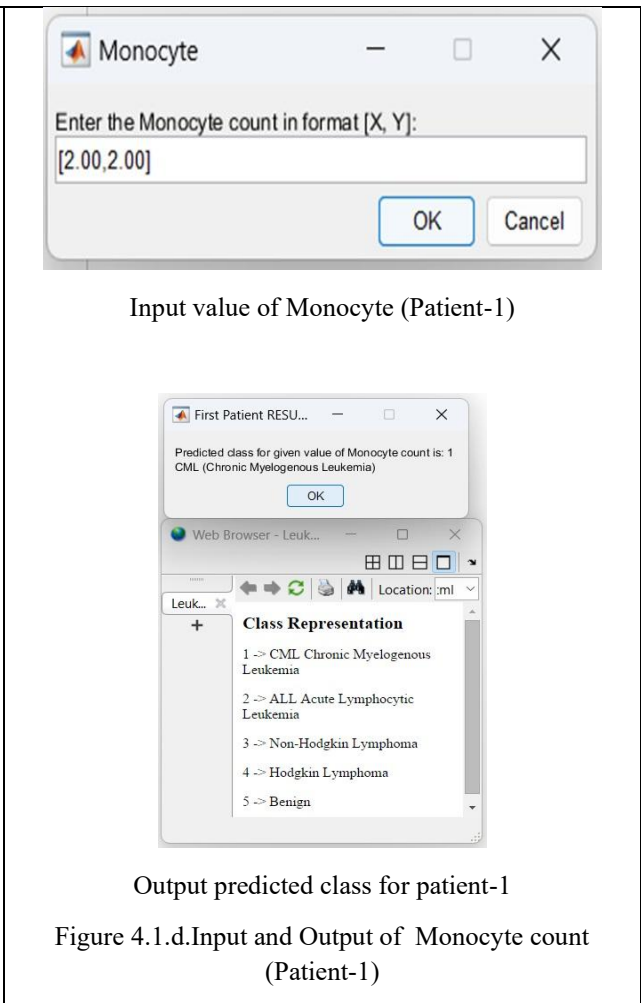 Monocyte
Enter the Monocyte count in format [X, Y]:
[2.00,2.00]
OK
Cancel
Input value of Monocyte (Patient-1)
First Patient RESU...
Predicted class for given value of Monocyte count is: 1
CML (Chronic Myelogenous Leukemia)
OK
Web Browser - Leuk...
Location: :ml
Leuk...
Class Representation
1 -> CML Chronic Myelogenous
Leukemia
2 -> ALL Acute Lymphocytic
Leukemia
3 -> Non-Hodgkin Lymphoma
4 -> Hodgkin Lymphoma
5 -> Benign
Output predicted class for patient-1
Figure 4.1.d.Input and Output of Monocyte count
(Patient-1)